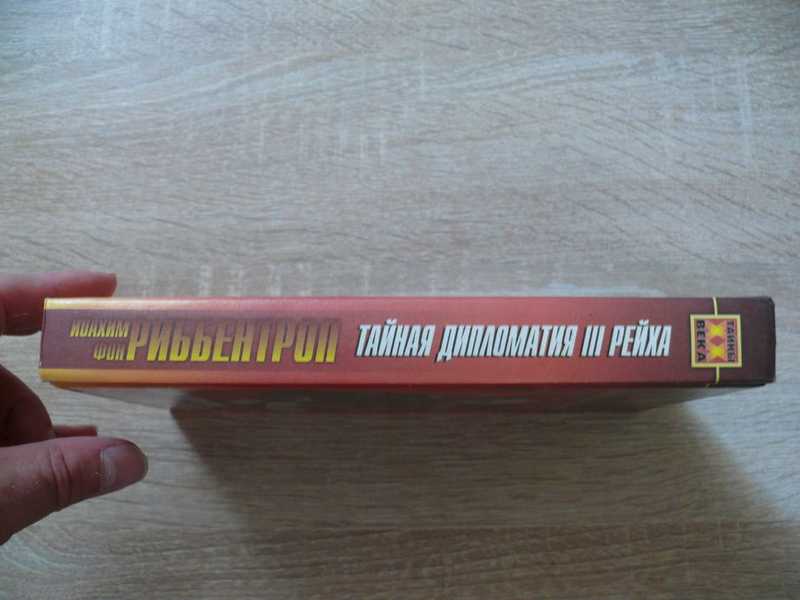 ИОАХИМ
ФОН
РИББЕНТРОП
ТАЙНАЯ ДИПЛОМАТИЯ III РЕЙХА
ТАЙНЫ
XX
ВЕКА